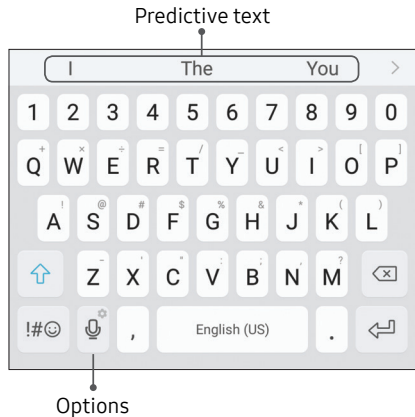 Predictive text
I The You >
1 2 3 4 5 6 7 8 9 0
+ × ÷ = / _ < > [ ]
Q W E R T Y U I O P
! @ # $ % & * ( )
A S D F G H J K L
- ' " : ; , ?
Z X C V B N M
!#☺ , English (US) .
Options